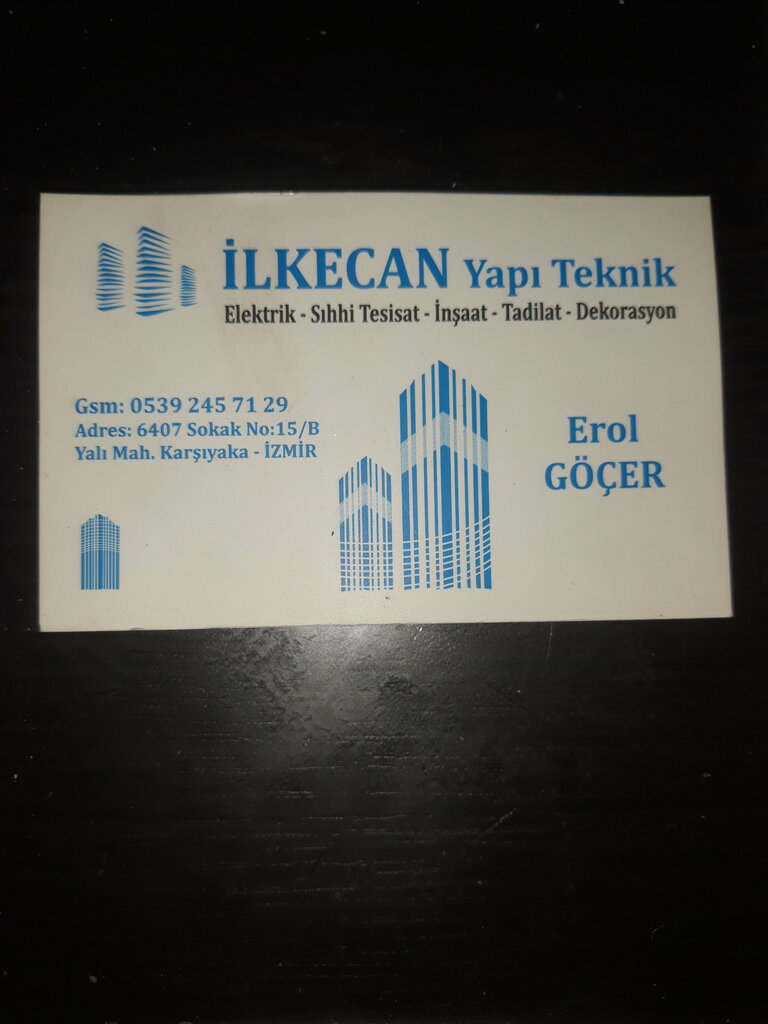 İLKECAN Yapı Teknik
Elektrik - Sıhhi Tesisat - İnşaat - Tadilat - Dekorasyon
Gsm: 0539 245 71 29
Adres: 6407 Sokak No:15/B
Yalı Mah. Karşıyaka - İZMİR
Erol
GÖÇER